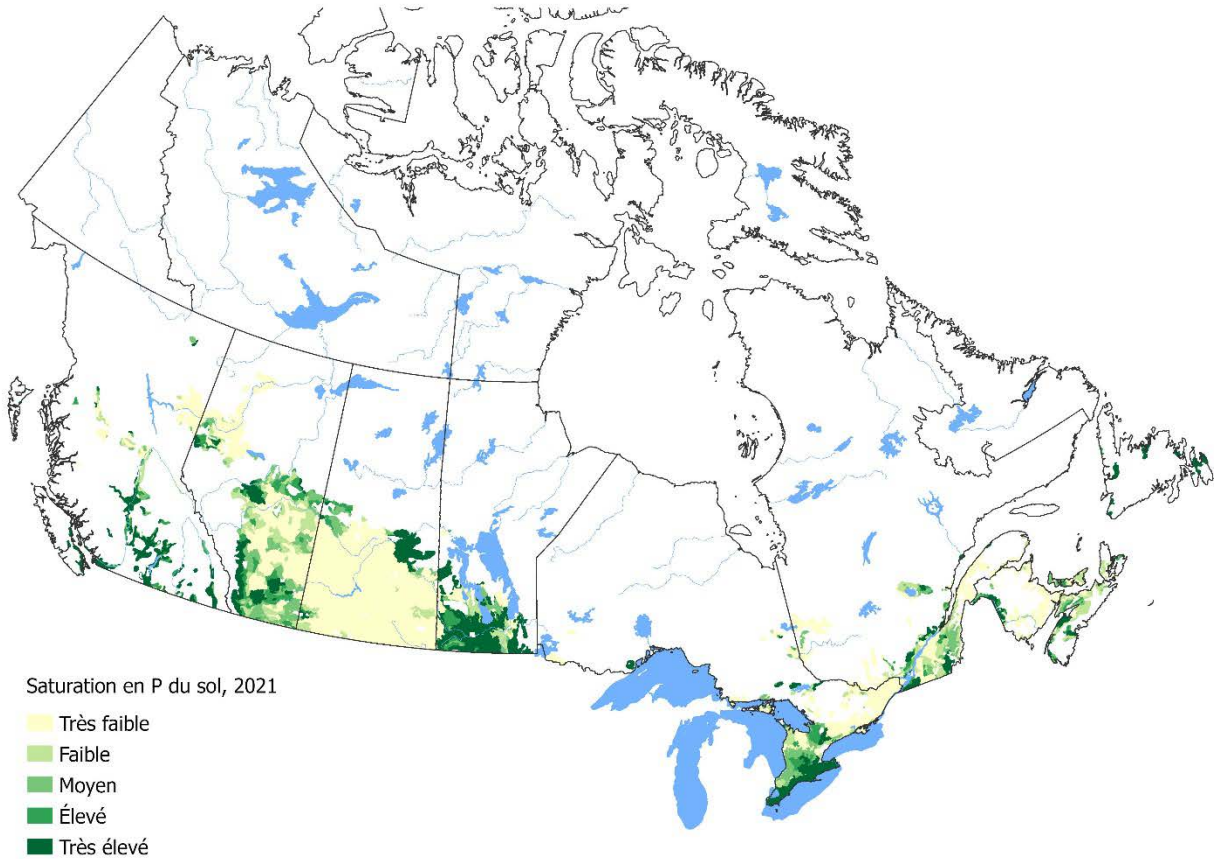 Saturation en P du sol, 2021
Très faible
Faible
Moyen
Élevé
Très élevé